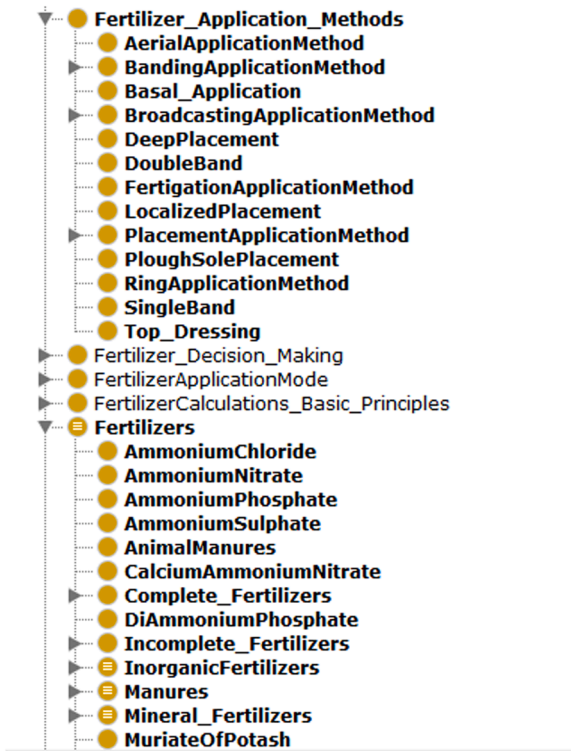 Fertilizer_Application_Methods
AerialApplicationMethod
BandingApplicationMethod
Basal_Application
BroadcastingApplicationMethod
DeepPlacement
DoubleBand
FertigationApplicationMethod
LocalizedPlacement
PlacementApplicationMethod
PloughSolePlacement
RingApplicationMethod
SingleBand
Top_Dressing
Fertilizer_Decision_Making
FertilizerApplicationMode
FertilizerCalculations_Basic_Principles
Fertilizers
AmmoniumChloride
AmmoniumNitrate
AmmoniumPhosphate
AmmoniumSulphate
AnimalManures
CalciumAmmoniumNitrate
Complete_Fertilizers
DiAmmoniumPhosphate
Incomplete_Fertilizers
InorganicFertilizers
Manures
Mineral_Fertilizers
MuriateOfPotash